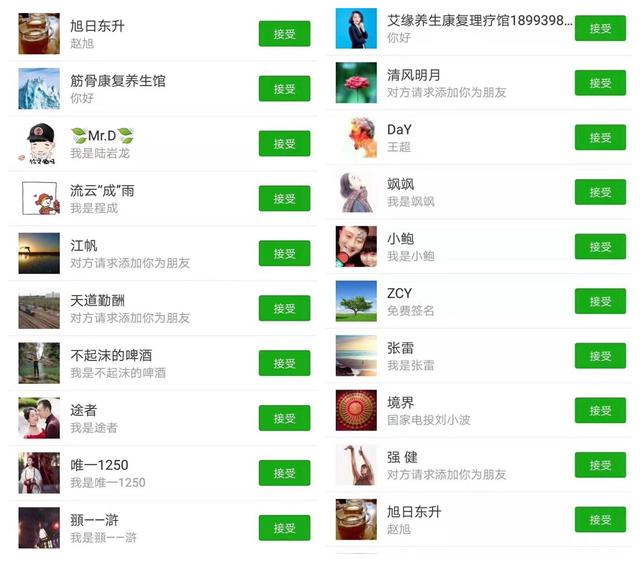 旭日东升
赵旭
接受
筋骨康复养生馆
你好
接受
Mr.D
我是陆岩龙
接受
流云“成”雨
我是程成
接受
江帆
对方请求添加你为朋友
接受
天道勤酬
对方请求添加你为朋友
接受
不起沫的啤酒
我是不起沫的啤酒
接受
途者
我是途者
接受
唯一1250
我是唯一1250
接受
顥一一滸
我是顥一一滸
接受
艾缘养生康复理疗馆1899398...
你好
接受
清风明月
对方请求添加你为朋友
接受
DaY
王超
接受
飒飒
我是飒飒
接受
小鲍
我是小鲍
接受
ZCY
免费签名
接受
张雷
我是张雷
接受
境界
国家电投刘小波
接受
强 健
对方请求添加你为朋友
接受
旭日东升
赵旭
接受